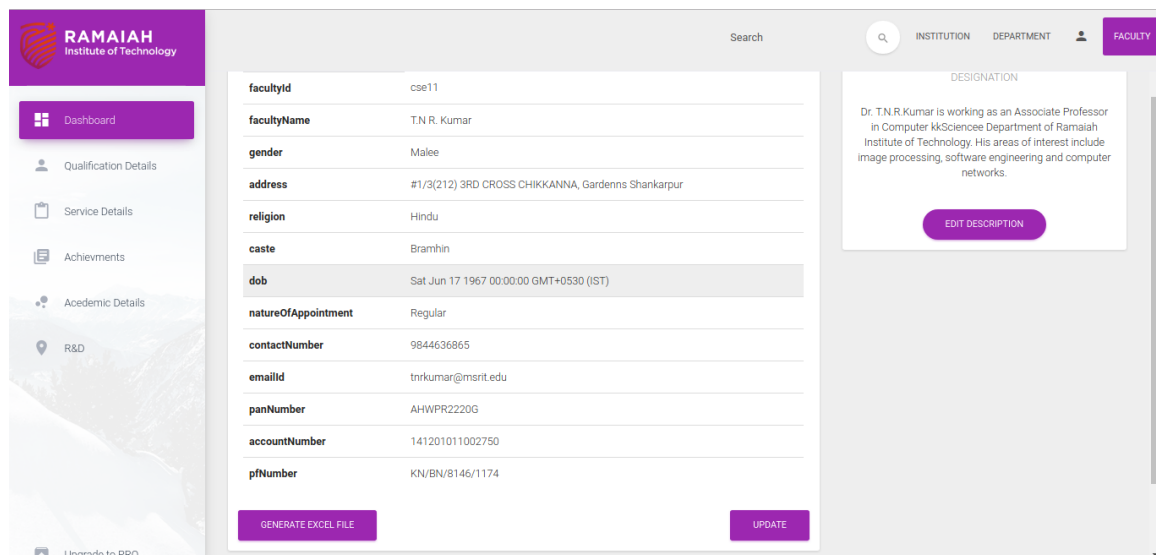 RAMAIAH
Institute of Technology
Search
INSTITUTION
DEPARTMENT
FACULTY
Dashboard
Qualification Details
Service Details
Achievments
Acedemic Details
R&D
Upgrade to PRO
facultyId cse11
facultyName T.N R. Kumar
gender Malee
address #1/3(212) 3RD CROSS CHIKKANNA, Gardenns Shankarpur
religion Hindu
caste Bramhin
dob Sat Jun 17 1967 00:00:00 GMT+0530 (IST)
natureOfAppointment Regular
contactNumber 9844636865
emailId tnrkumar@msrit.edu
panNumber AHWPR2220G
accountNumber 141201011002750
pfNumber KN/BN/8146/1174
GENERATE EXCEL FILE
UPDATE
DESIGNATION
Dr. T.N.R.Kumar is working as an Associate Professor
in Computer kkSciencee Department of Ramaiah
Institute of Technology. His areas of interest include
image processing, software engineering and computer
networks.
EDIT DESCRIPTION